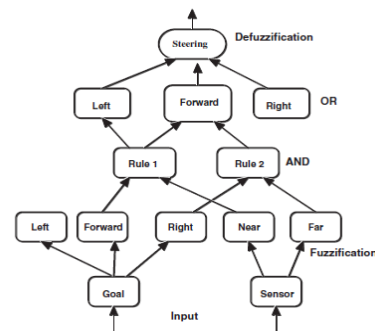 Defuzzification
Steering
Left
Forward
Right
OR
Rule 1
Rule 2
AND
Left
Forward
Right
Near
Far
Fuzzification
Goal
Sensor
Input